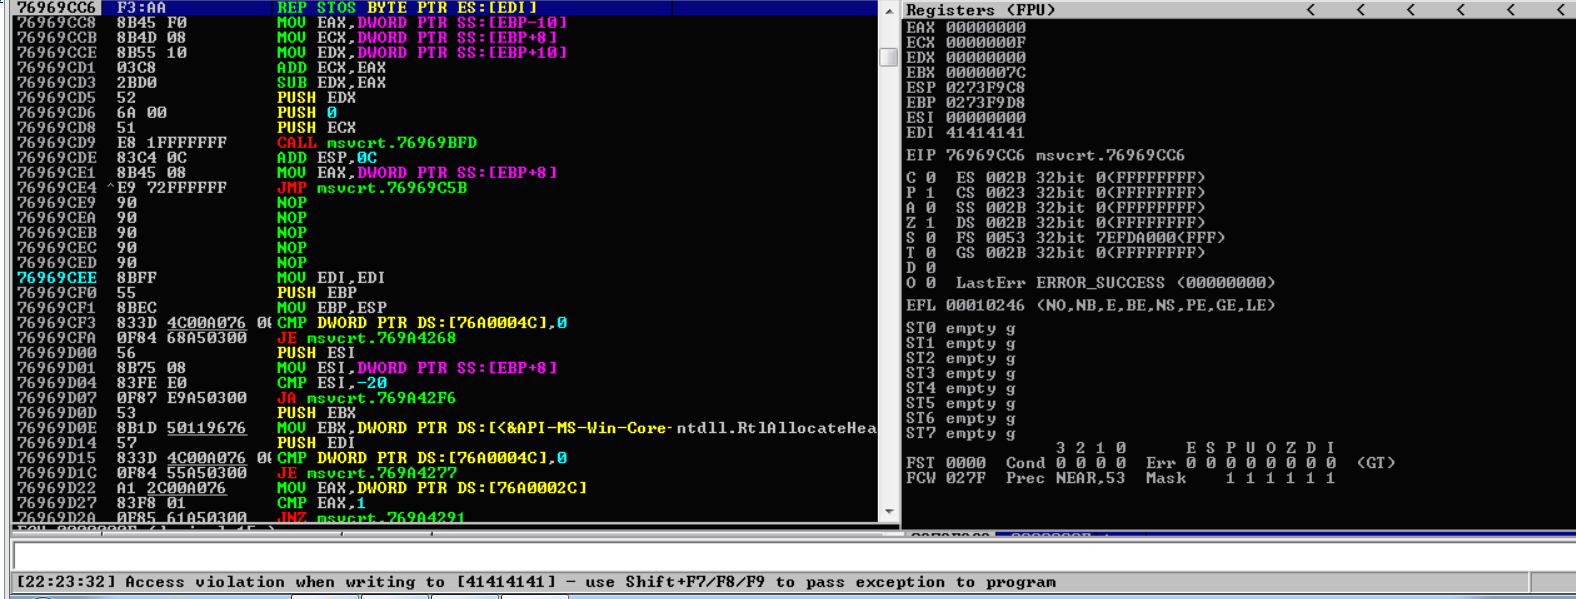 76969CC6 F3:AA REP STOS BYTE PTR ES:[EDI]
76969CC8 8B45 F0 MOV EAX,DWORD PTR SS:[EBP-10]
76969CCB 8B4D 08 MOV ECX,DWORD PTR SS:[EBP+8]
76969CCE 8B55 10 MOV EDX,DWORD PTR SS:[EBP+10]
76969CD1 03C8 ADD ECX,EAX
76969CD3 2BD0 SUB EDX,EAX
76969CD5 52 PUSH EDX
76969CD6 6A 00 PUSH 0
76969CD8 51 PUSH ECX
76969CD9 E8 1FFFFFFF CALL msvcrt.76969BFD
76969CDE 83C4 0C ADD ESP,0C
76969CE1 8B45 08 MOV EAX,DWORD PTR SS:[EBP+8]
76969CE4 ^E9 72FFFFFF JMP msvcrt.76969C5B
76969CE9 90 NOP
76969CEA 90 NOP
76969CEB 90 NOP
76969CEC 90 NOP
76969CED 90 NOP
76969CEE 8BFF MOV EDI,EDI
76969CF0 55 PUSH EBP
76969CF1 8BEC MOV EBP,ESP
76969CF3 833D 4C00A076 0 CMP DWORD PTR DS:[76A0004C],0
76969CFA 0F84 68A50300 JE msvcrt.769A4268
76969D00 56 PUSH ESI
76969D01 8B75 08 MOV ESI,DWORD PTR SS:[EBP+8]
76969D04 83FE E0 CMP ESI,-20
76969D07 0F87 E9A50300 JA msvcrt.769A42F6
76969D0D 53 PUSH EBX
76969D0E 8B1D 50119676 MOV EBX,DWORD PTR DS:[<&API-MS-Win-Core- ntdll.RtlAllocateHea
76969D14 57 PUSH EDI
76969D15 833D 4C00A076 0 CMP DWORD PTR DS:[76A0004C],0
76969D1C 0F84 55A50300 JE msvcrt.769A4277
76969D22 A1 2C00A076 MOV EAX,DWORD PTR DS:[76A0002C]
76969D27 83F8 01 CMP EAX,1
76969D2A 0F85 61A50300 JNZ msvcrt.769A4291
Registers (FPU) < < < < < <
EAX 00000000
ECX 0000000F
EDX 00000000
EBX 0000007C
ESP 0273F9C8
EBP 0273F9D8
ESI 00000000
EDI 41414141
EIP 76969CC6 msvcrt.76969CC6
C 0 ES 002B 32bit 0(FFFFFFFF)
P 1 CS 0023 32bit 0(FFFFFFFF)
A 0 SS 002B 32bit 0(FFFFFFFF)
Z 1 DS 002B 32bit 0(FFFFFFFF)
S 0 FS 0053 32bit 7EFDA000(FFF)
T 0 GS 002B 32bit 0(FFFFFFFF)
D 0
O 0 LastErr ERROR_SUCCESS (00000000)
EFL 00010246 (NO,NB,E,BE,NS,PE,GE,LE)
ST0 empty g
ST1 empty g
ST2 empty g
ST3 empty g
ST4 empty g
ST5 empty g
ST6 empty g
ST7 empty g
3 2 1 0 E S P U O Z D I
FST 0000 Cond 0 0 0 0 Err 0 0 0 0 0 0 0 0 (GT)
FCW 027F Prec NEAR,53 Mask 1 1 1 1 1 1
[22:23:32] Access violation when writing to [41414141] - use Shift+F7/F8/F9 to pass exception to program